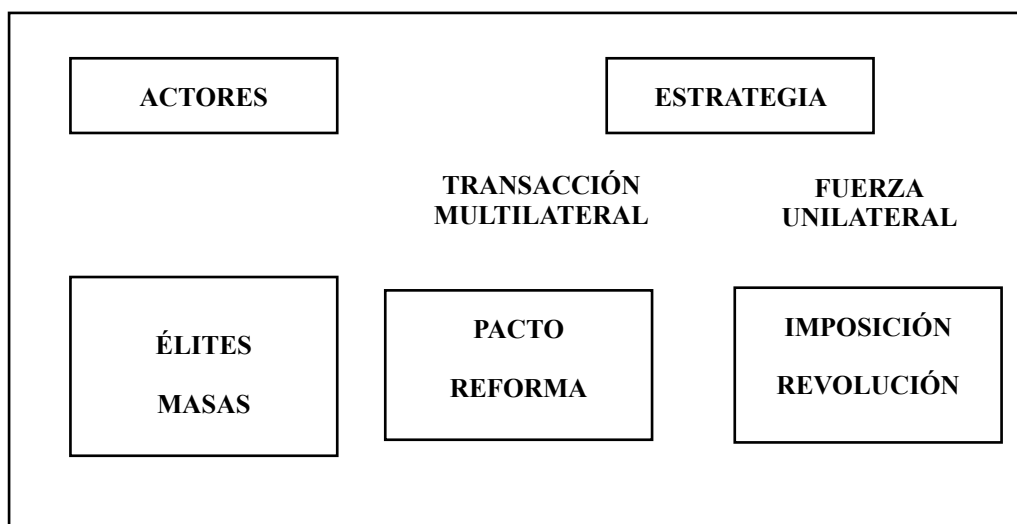 ACTORES
ESTRATEGIA
TRANSACCIÓN
MULTILATERAL
FUERZA
UNILATERAL
ÉLITES
MASAS
PACTO
REFORMA
IMPOSICIÓN
REVOLUCIÓN